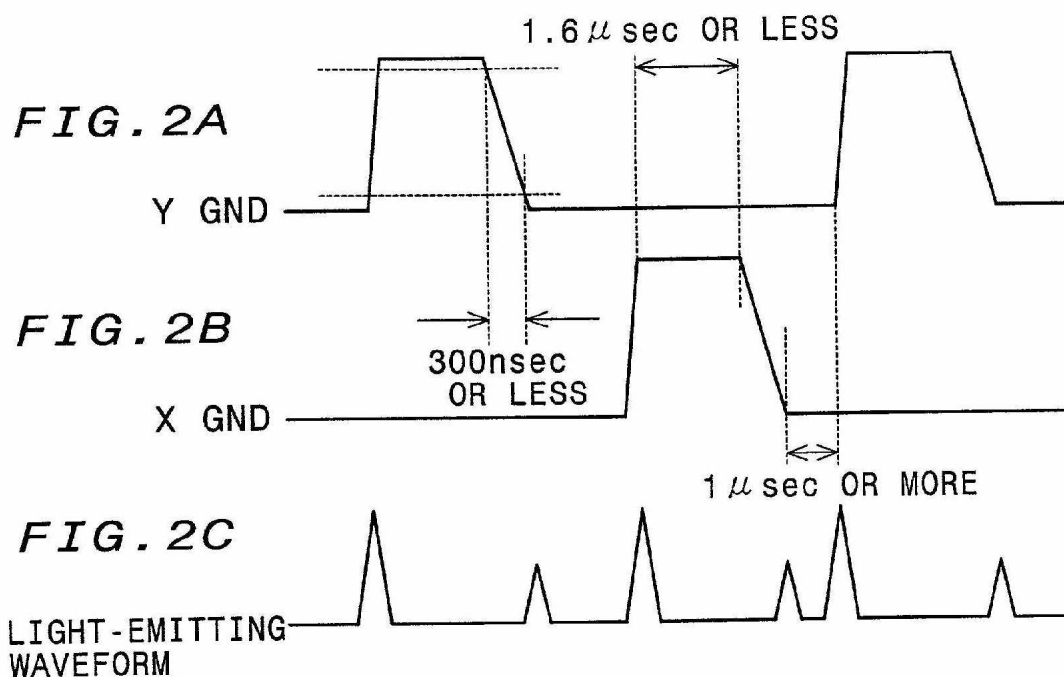 1.6 μ sec OR LESS
FIG.2A
Y GND
FIG.2B
300nsec
OR LESS
X GND
1 μ sec OR MORE
FIG.2C
LIGHT-EMITTING
WAVEFORM